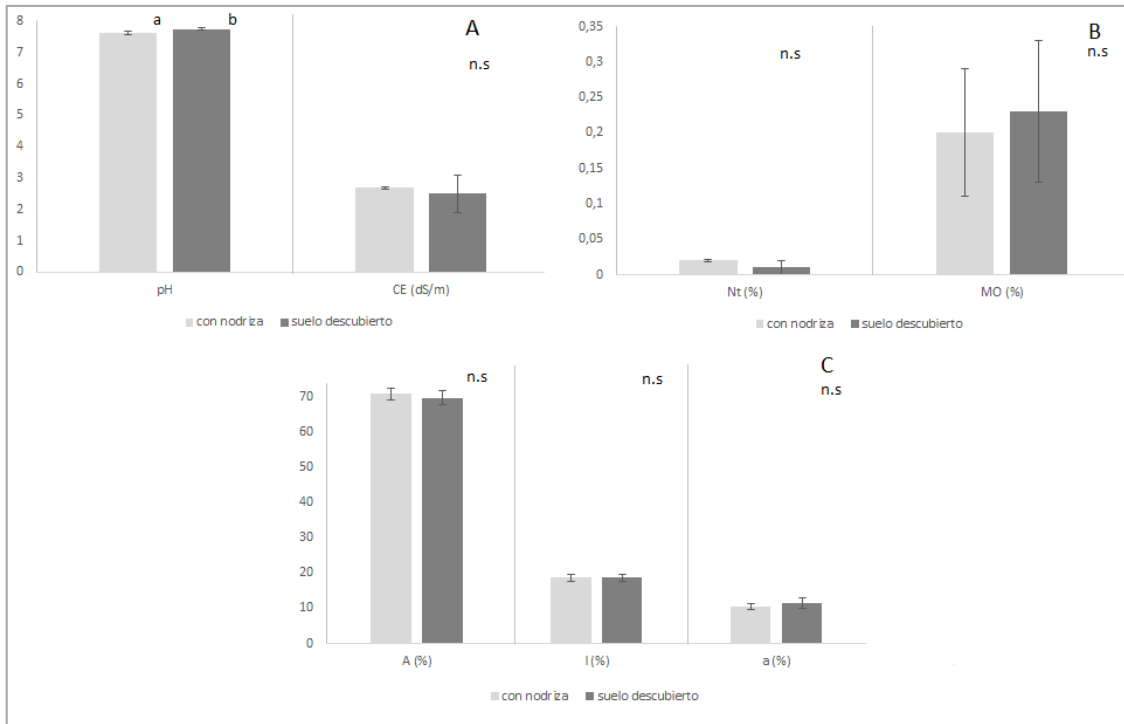 8
7
6
5
4
3
2
1
0
a
b
A
n.s
pH
CE (dS/m)
con nodriza
suelo descubierto
0,35
0,3
0,25
0,2
0,15
0,1
0,05
0
n.s
B
n.s
Nt (%)
MO (%)
con nodriza
suelo descubierto
70
60
50
40
30
20
10
0
n.s
n.s
C
n.s
A (%)
l (%)
a (%)
con nodriza
suelo descubierto